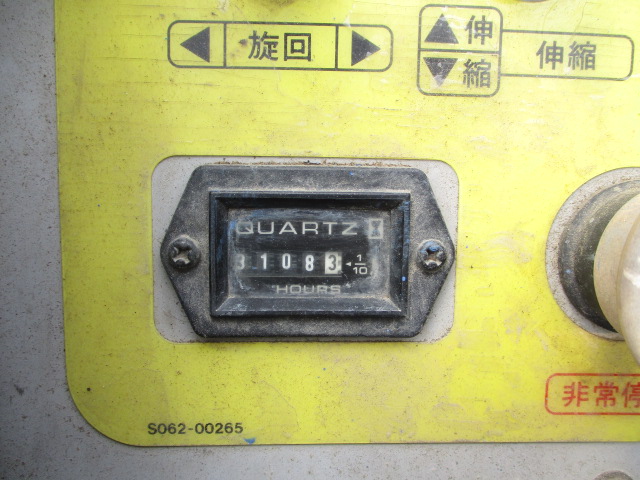 ◀ 旋回 ▶
▲ 伸
▼ 縮
伸縮
QUARTZ
31083 ◂ 1/10
HOURS
非常停
S062-00265